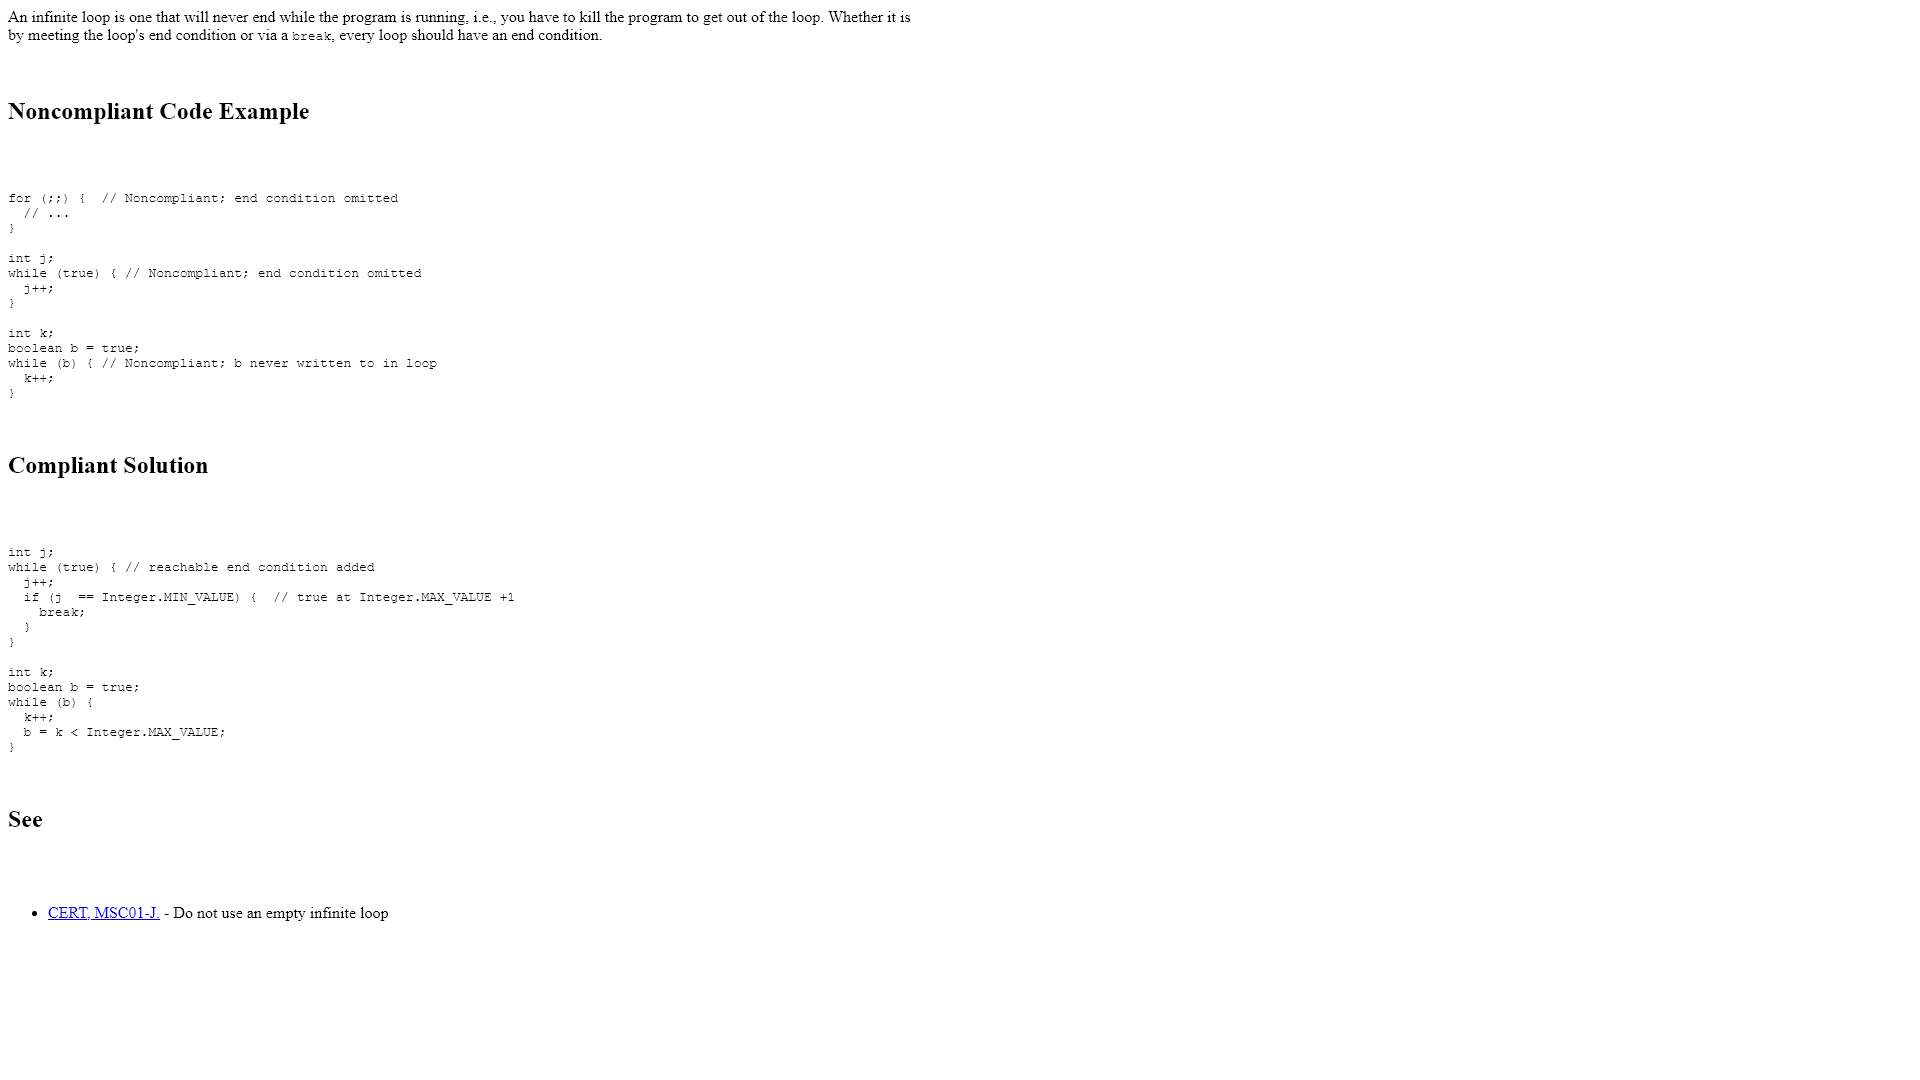 An infinite loop is one that will never end while the program is running, i.e., you have to kill the program to get out of the loop. Whether it is
by meeting the loop's end condition or via a break, every loop should have an end condition.
Noncompliant Code Example
for (;;) {  // Noncompliant; end condition omitted
  // ...
}
int j;
while (true) { // Noncompliant; end condition omitted
  j++;
}
int k;
boolean b = true;
while (b) { // Noncompliant; b never written to in loop
  k++;
}
Compliant Solution
int j;
while (true) { // reachable end condition added
  j++;
  if (j  == Integer.MIN_VALUE) {  // true at Integer.MAX_VALUE +1
    break;
  }
}
int k;
boolean b = true;
while (b) {
  k++;
  b = k < Integer.MAX_VALUE;
}
See
• CERT, MSC01-J. - Do not use an empty infinite loop